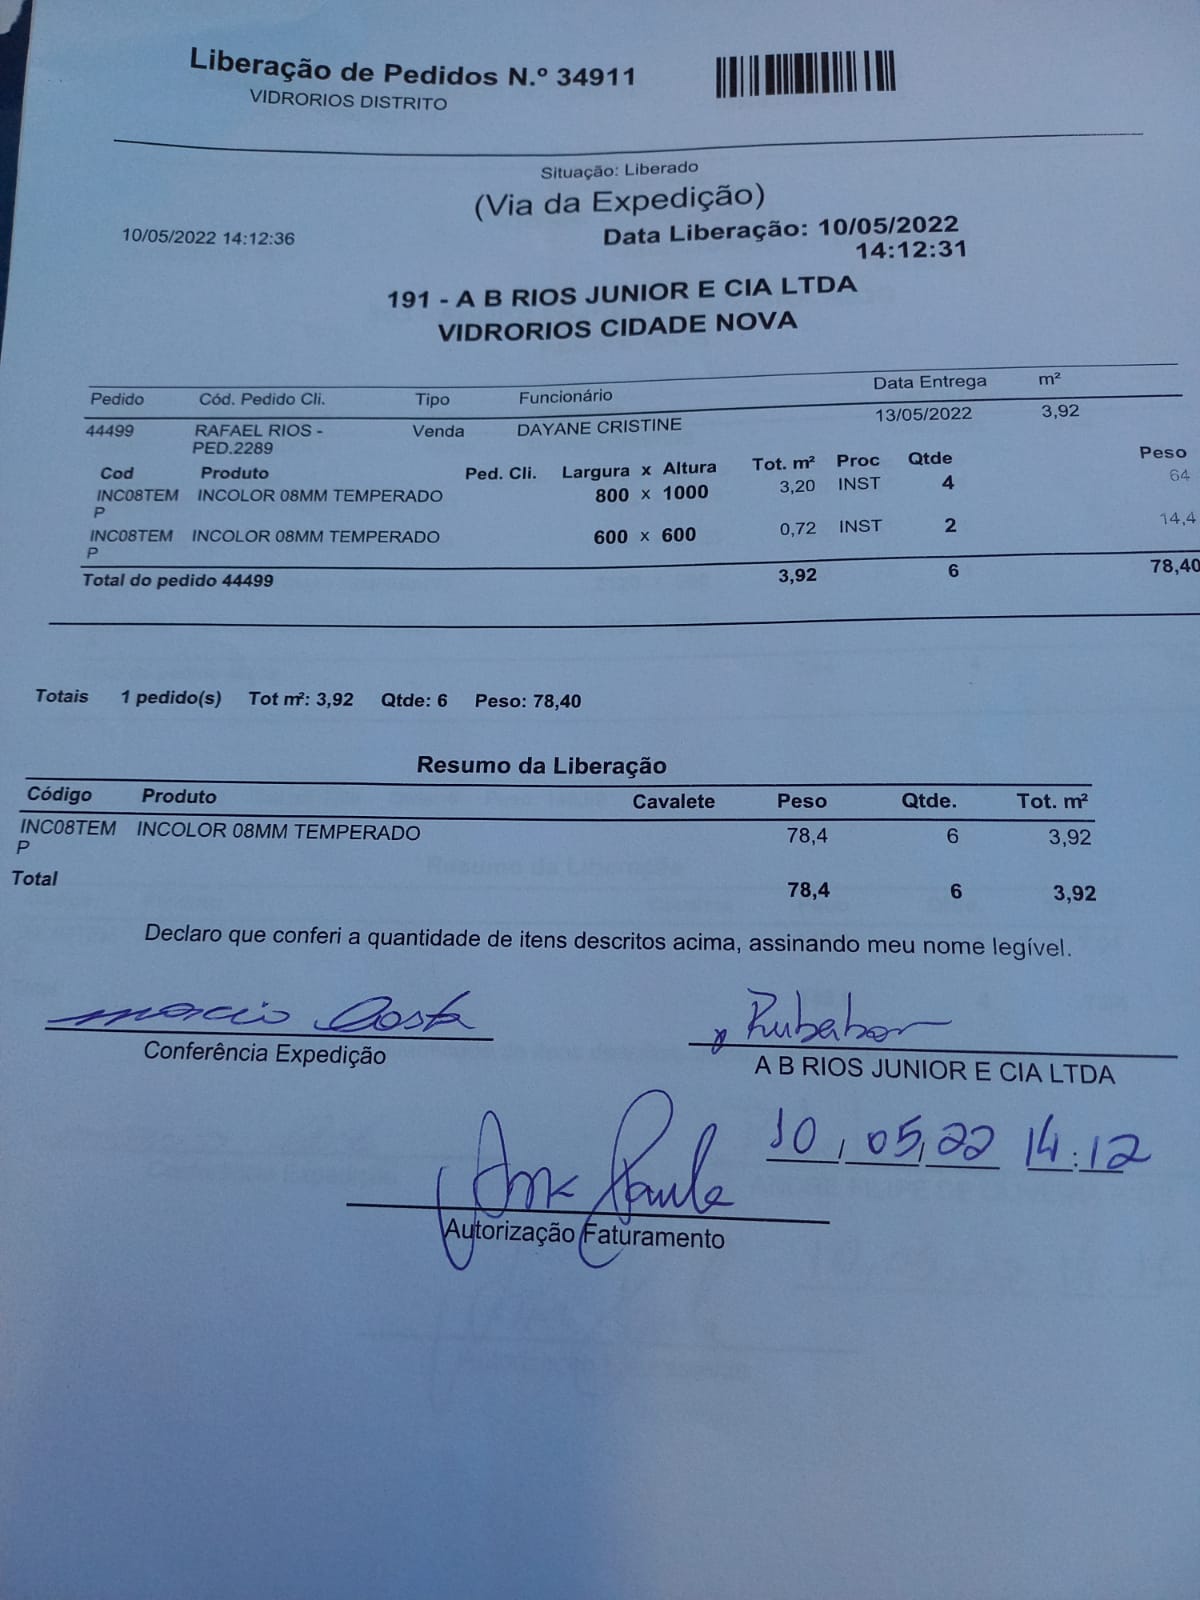 Liberação de Pedidos N.º 34911
VIDRORIOS DISTRITO
Situação: Liberado
(Via da Expedição)
10/05/2022 14:12:36
Data Liberação: 10/05/2022
14:12:31
191 - A B RIOS JUNIOR E CIA LTDA
VIDRORIOS CIDADE NOVA
Pedido Cód. Pedido Cli. Tipo Funcionário Data Entrega m²
44499 RAFAEL RIOS - Venda DAYANE CRISTINE 13/05/2022 3,92
PED.2289
Cod Produto Ped. Cli. Largura x Altura Tot. m² Proc Qtde Peso
INC08TEM INCOLOR 08MM TEMPERADO 800 x 1000 3,20 INST 4 64
P
INC08TEM INCOLOR 08MM TEMPERADO 600 x 600 0,72 INST 2 14,4
P
Total do pedido 44499 3,92 6 78,40
Totais 1 pedido(s) Tot m²: 3,92 Qtde: 6 Peso: 78,40
Resumo da Liberação
Código Produto Cavalete Peso Qtde. Tot. m²
INC08TEM INCOLOR 08MM TEMPERADO 78,4 6 3,92
P
Total 78,4 6 3,92
Declaro que conferi a quantidade de itens descritos acima, assinando meu nome legível.
marcio Costa
Conferência Expedição
A B RIOS JUNIOR E CIA LTDA
10/05/22 14:12
Ana Paula
Autorização Faturamento